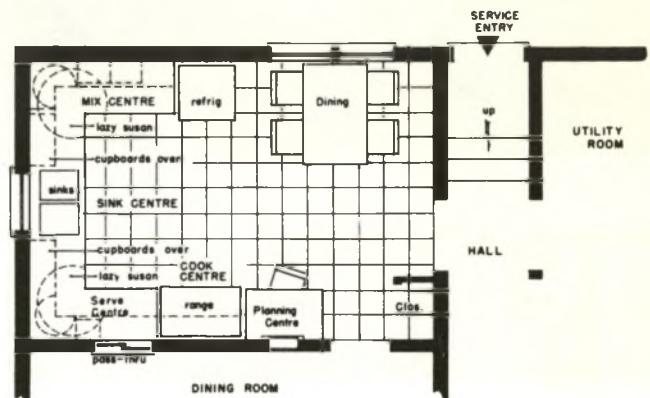 SERVICE
ENTRY
MIX CENTRE
refrig
Dining
up
UTILITY
ROOM
lazy susan
cupboards over
sinks
SINK CENTRE
HALL
cupboards over
COOK
CENTRE
lazy susan
Serve
Centre
range
Planning
Centre
Clos.
pass-thru
DINING ROOM